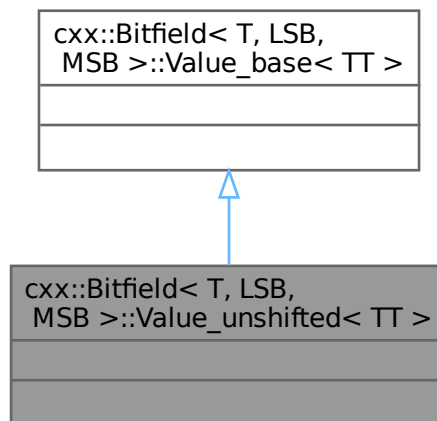 cxx::Bitfield< T, LSB,
MSB >::Value_base< TT >
cxx::Bitfield< T, LSB,
MSB >::Value_unshifted< TT >